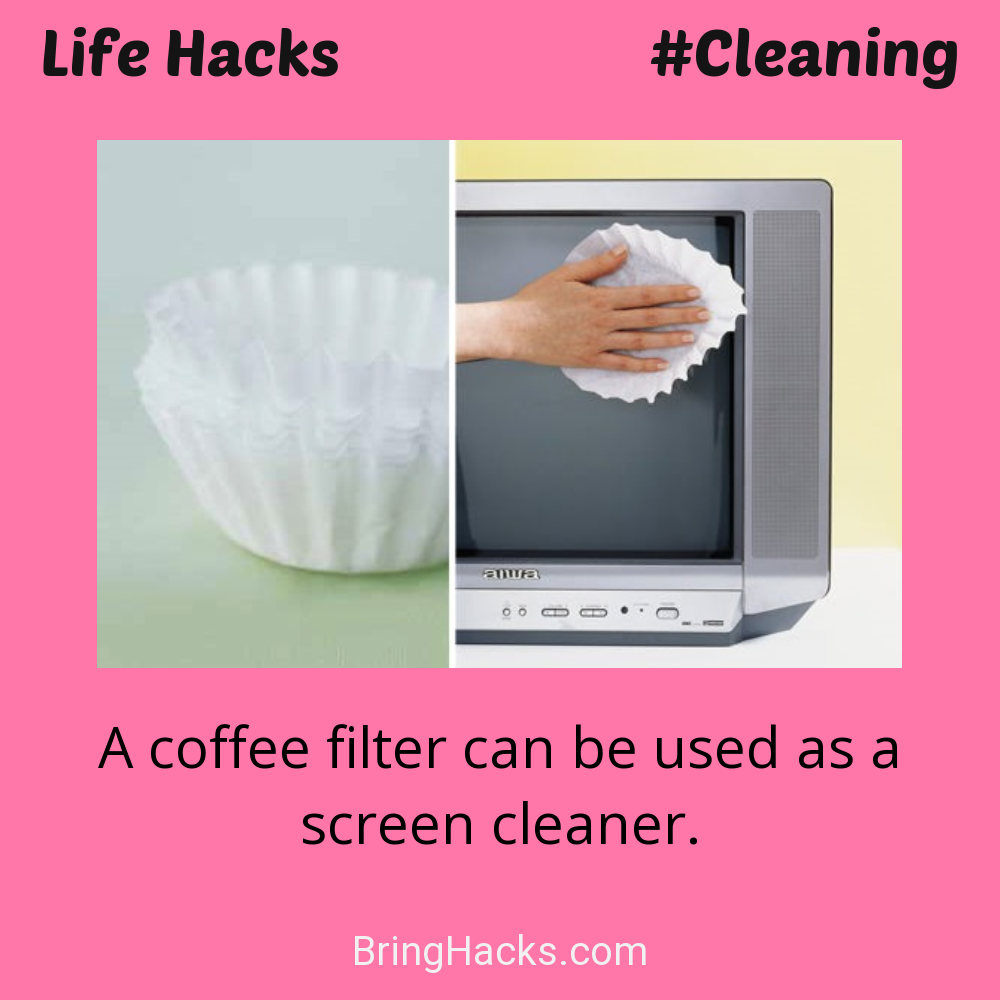 Life Hacks #Cleaning
aiwa
A coffee filter can be used as a
screen cleaner.
BringHacks.com